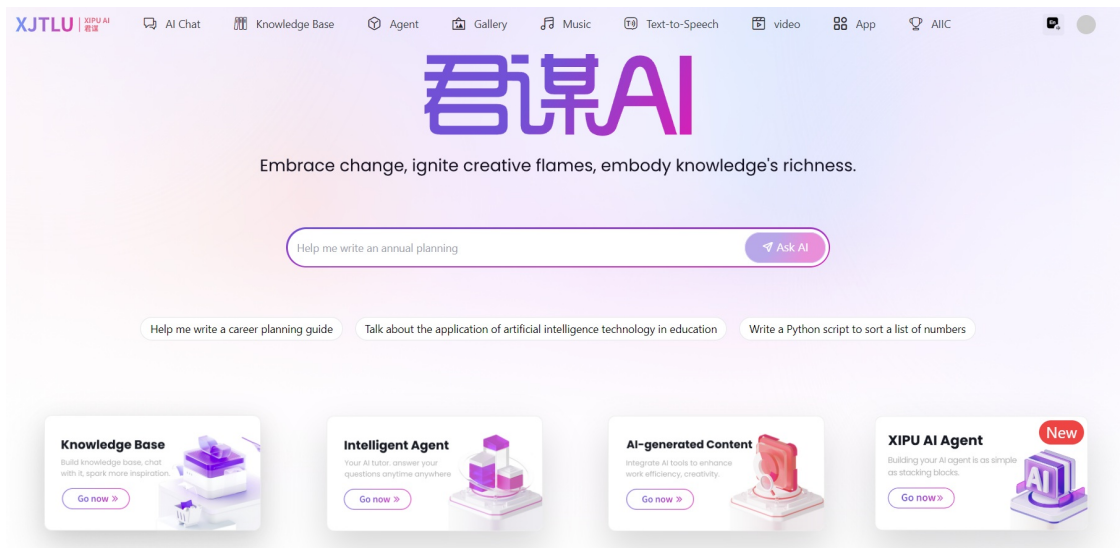 XJTLU
XIPU AI
君谋
AI Chat
Knowledge Base
Agent
Gallery
Music
Text-to-Speech
video
App
AIIC
En
君谋AI
Embrace change, ignite creative flames, embody knowledge's richness.
Help me write an annual planning
Ask AI
Help me write a career planning guide
Talk about the application of artificial intelligence technology in education
Write a Python script to sort a list of numbers
Knowledge Base
Build knowledge base, chat
with it, spark more inspiration.
Go now »
Intelligent Agent
Your AI tutor, answer your
questions anytime anywhere
Go now »
AI-generated Content
Integrate AI tools to enhance
work efficiency, creativity.
Go now »
New
XIPU AI Agent
Building your AI agent is as simple
as stacking blocks.
Go now»
AI